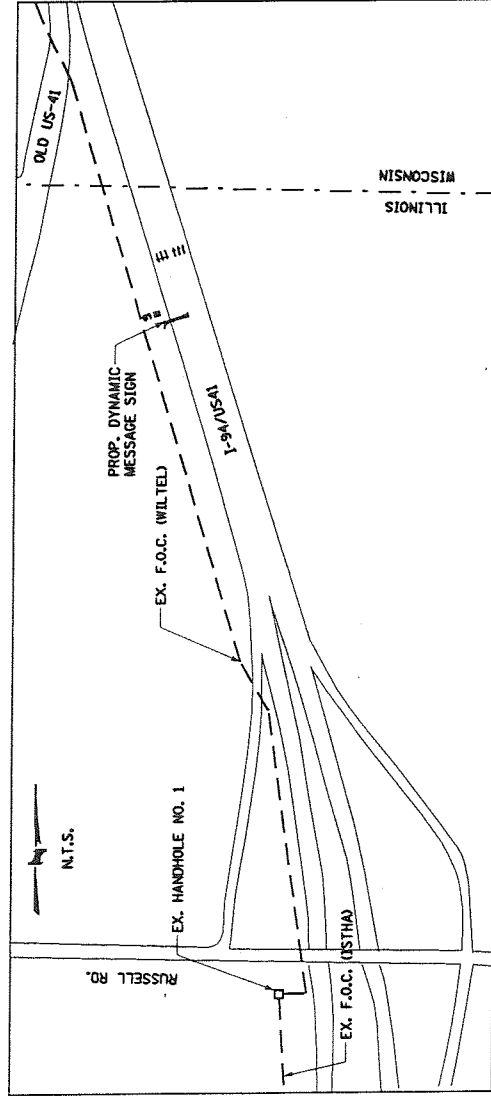 OLD US-41
WISCONSIN
ILLINOIS
PROP. DYNAMIC
MESSAGE SIGN
I-94/US41
EX. F.O.C. (WILTEL)
N.T.S.
EX. HANDHOLE NO. 1
RUSSELL RD.
EX. F.O.C. (ISTHA)